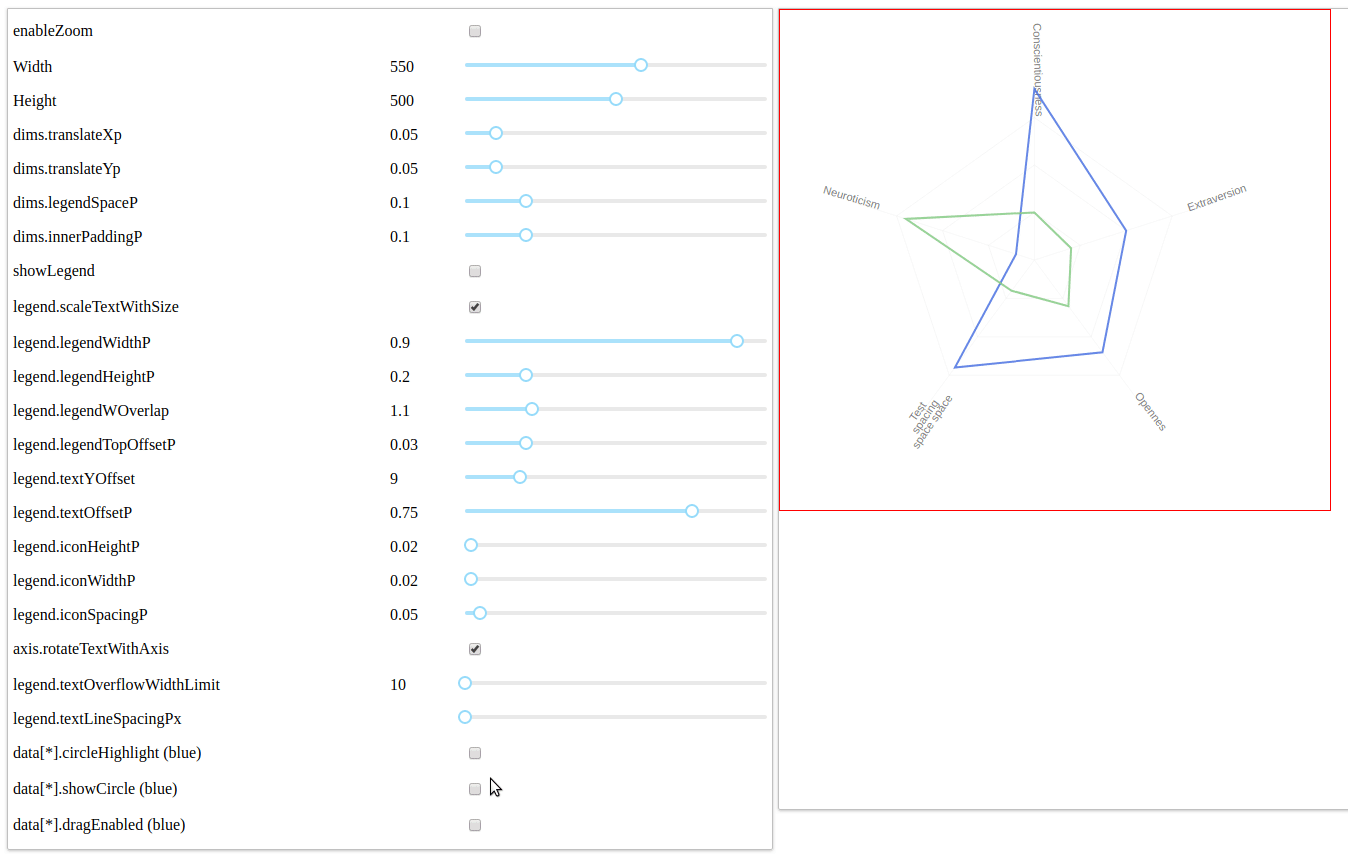 enableZoom
Width 550
Height 500
dims.translateXp 0.05
dims.translateYp 0.05
dims.legendSpaceP 0.1
dims.innerPaddingP 0.1
showLegend
legend.scaleTextWithSize
legend.legendWidthP 0.9
legend.legendHeightP 0.2
legend.legendWOverlap 1.1
legend.legendTopOffsetP 0.03
legend.textYOffset 9
legend.textOffsetP 0.75
legend.iconHeightP 0.02
legend.iconWidthP 0.02
legend.iconSpacingP 0.05
axis.rotateTextWithAxis
legend.textOverflowWidthLimit 10
legend.textLineSpacingPx
data[*].circleHighlight (blue)
data[*].showCircle (blue)
data[*].dragEnabled (blue)
Conscientiousness
Neuroticism
Extraversion
Test
spacing
space space
Opennes